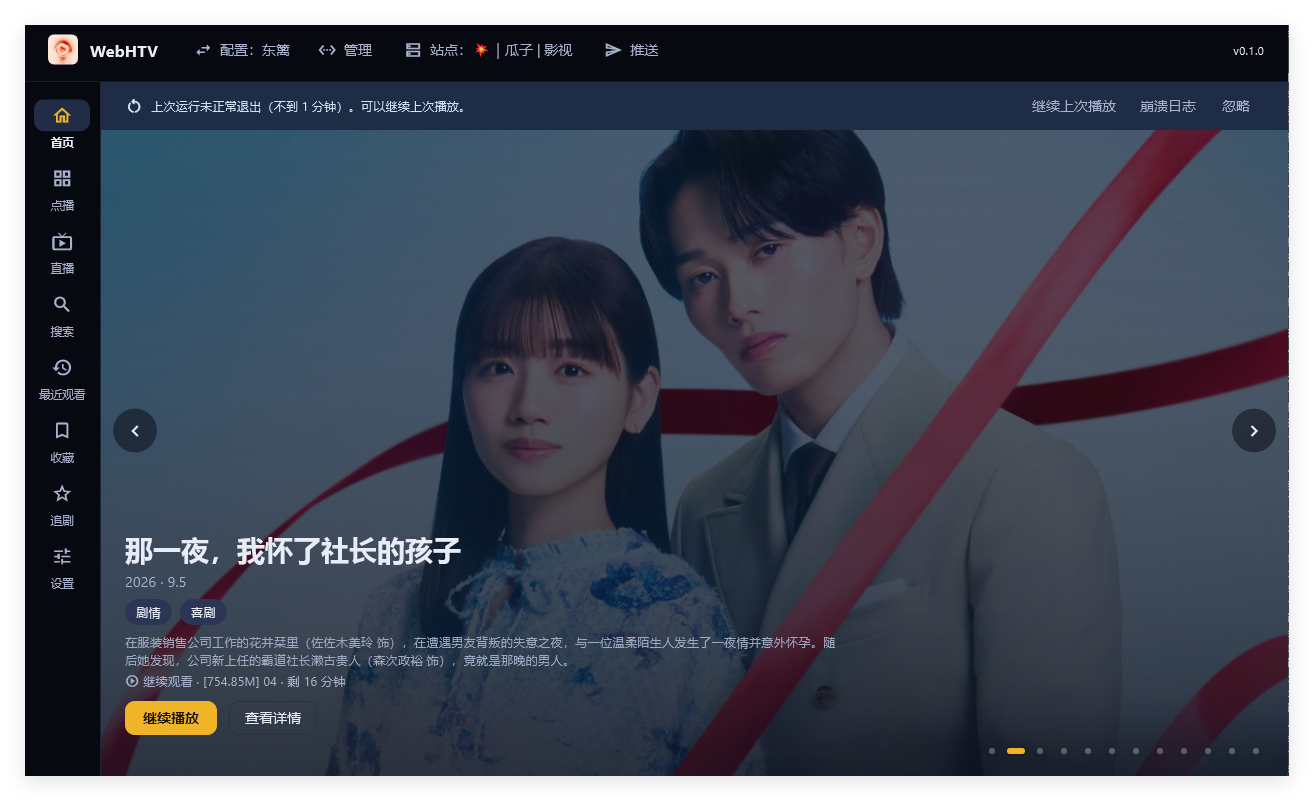 WebHTV
配置：东篱
管理
站点：💥 | 瓜子 | 影视
推送
v0.1.0
上次运行未正常退出（不到 1 分钟）。可以继续上次播放。
继续上次播放
崩溃日志
忽略
首页
点播
直播
搜索
最近观看
收藏
追剧
设置
那一夜，我怀了社长的孩子
2026 · 9.5
剧情
喜剧
在服装销售公司工作的花井栞里（佐佐木美玲 饰），在遭遇男友背叛的失意之夜，与一位温柔陌生人发生了一夜情并意外怀孕。随
后她发现，公司新上任的霸道社长濑古奏人（森次政裕 饰），竟就是那晚的男人。
继续观看 · [754.85M] 04 · 剩 16 分钟
继续播放
查看详情